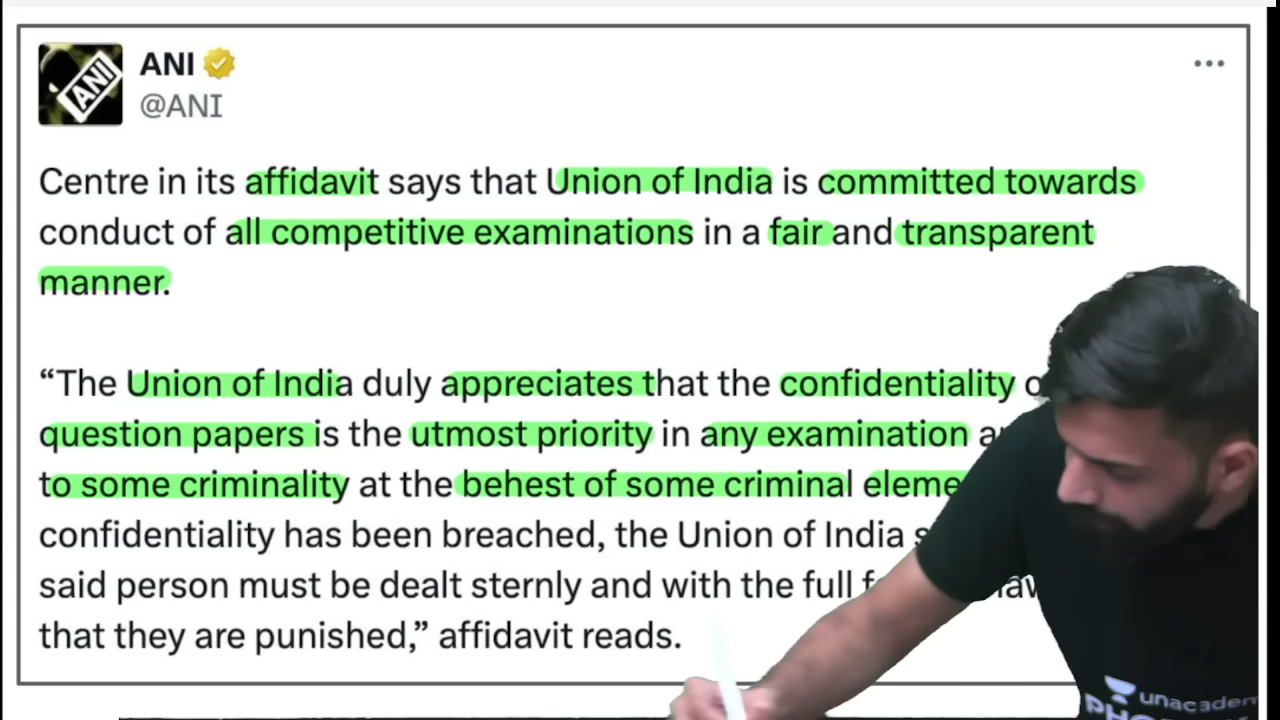 ANI
@ANI
ANI
Centre in its affidavit says that Union of India is committed towards
conduct of all competitive examinations in a fair and transparent
manner.
“The Union of India duly appreciates that the confidentiality
question papers is the utmost priority in any examination
to some criminality at the behest of some criminal
confidentiality has been breached, the Union of India
said person must be dealt sternly and with the full
that they are punished,” affidavit reads.